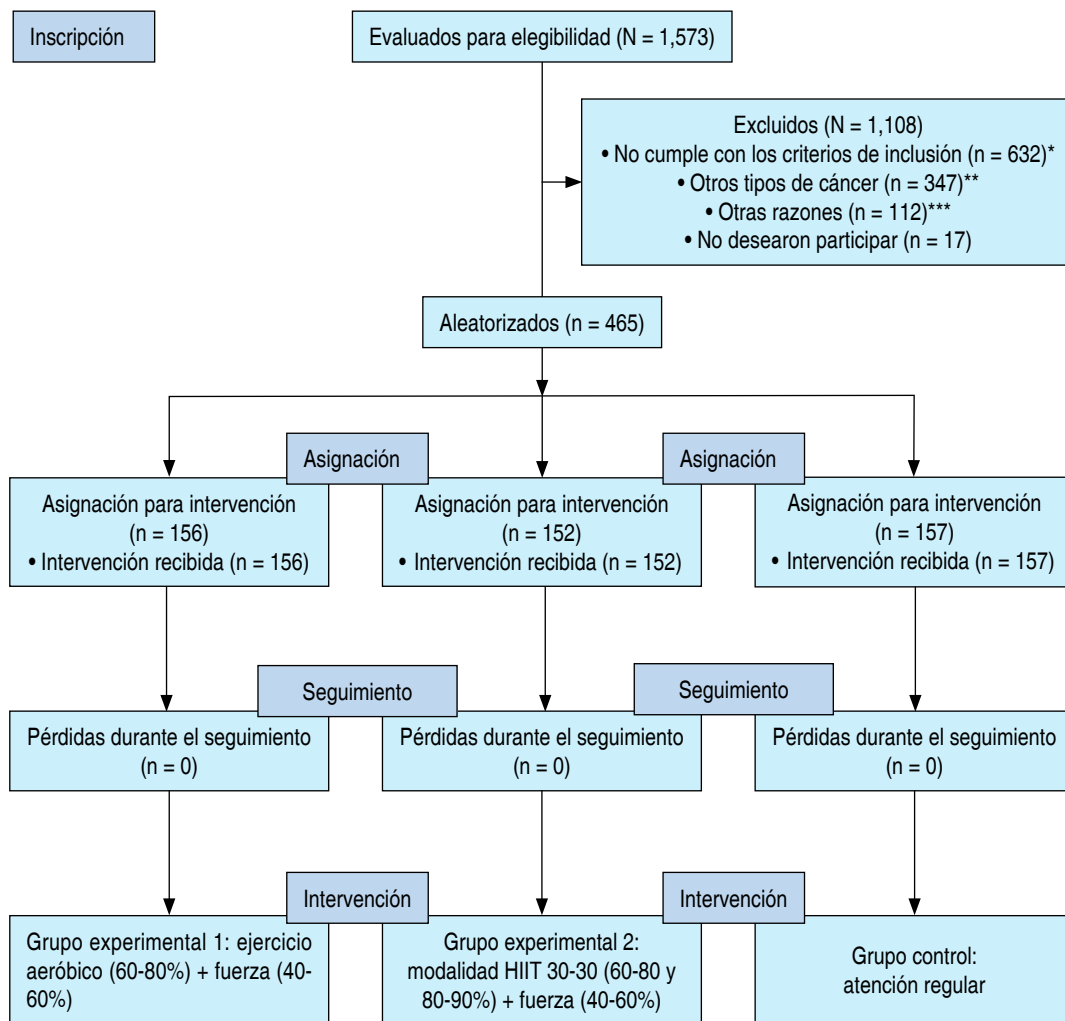 Inscripción
Evaluados para elegibilidad (N = 1,573)
Excluidos (N = 1,108)
• No cumple con los criterios de inclusión (n = 632)*
• Otros tipos de cáncer (n = 347)**
• Otras razones (n = 112)***
• No desearon participar (n = 17)
Aleatorizados (n = 465)
Asignación
Asignación
Asignación para intervención
(n = 156)
• Intervención recibida (n = 156)
Asignación para intervención
(n = 152)
• Intervención recibida (n = 152)
Asignación para intervención
(n = 157)
• Intervención recibida (n = 157)
Seguimiento
Seguimiento
Pérdidas durante el seguimiento
(n = 0)
Pérdidas durante el seguimiento
(n = 0)
Pérdidas durante el seguimiento
(n = 0)
Intervención
Intervención
Grupo experimental 1: ejercicio
aeróbico (60-80%) + fuerza (40-
60%)
Grupo experimental 2:
modalidad HIIT 30-30 (60-80 y
80-90%) + fuerza (40-60%)
Grupo control:
atención regular